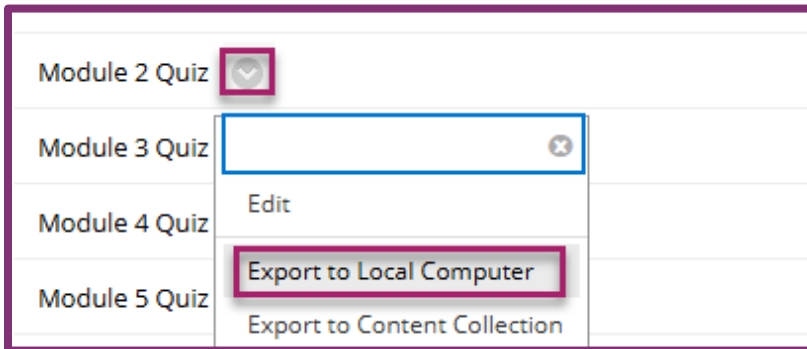 Module 2 Quiz
Module 3 Quiz
Edit
Module 4 Quiz
Export to Local Computer
Module 5 Quiz
Export to Content Collection